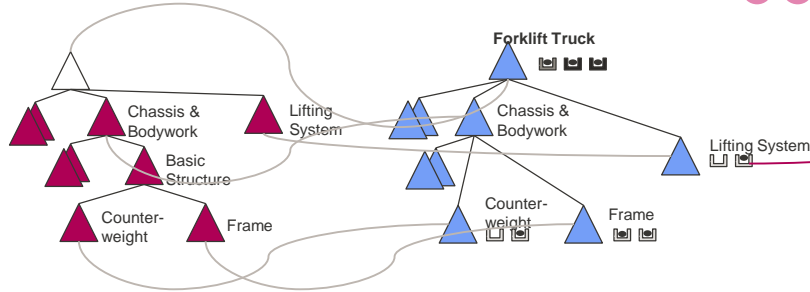 Forklift Truck
Chassis &
Bodywork
Lifting
System
Basic
Structure
Counter-
weight
Frame
Chassis &
Bodywork
Lifting System
Counter-
weight
Frame